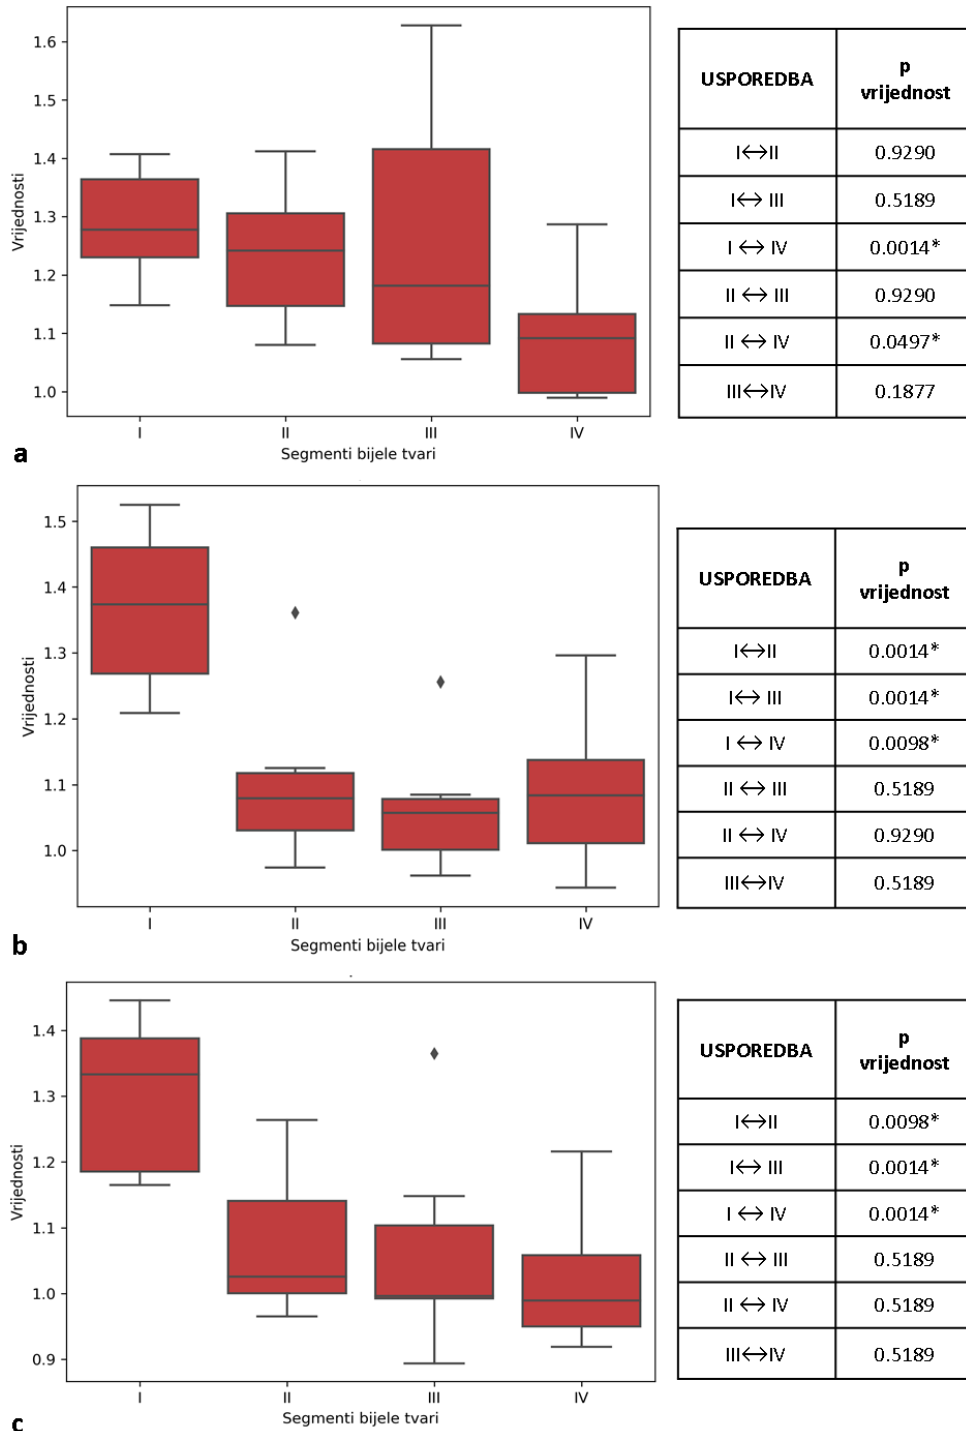 1.6
1.5
1.4
1.3
1.2
1.1
1.0
Vrijednosti
I II III IV
Segmenti bijele tvari
a
USPOREDBA p vrijednost
I↔II 0.9290
I↔III 0.5189
I ↔ IV 0.0014*
II ↔ III 0.9290
II ↔ IV 0.0497*
III↔IV 0.1877
1.5
1.4
1.3
1.2
1.1
1.0
Vrijednosti
I II III IV
Segmenti bijele tvari
b
USPOREDBA p vrijednost
I↔II 0.0014*
I↔III 0.0014*
I ↔ IV 0.0098*
II ↔ III 0.5189
II ↔ IV 0.9290
III↔IV 0.5189
1.4
1.3
1.2
1.1
1.0
0.9
Vrijednosti
I II III IV
Segmenti bijele tvari
c
USPOREDBA p vrijednost
I↔II 0.0098*
I↔III 0.0014*
I ↔ IV 0.0014*
II ↔ III 0.5189
II ↔ IV 0.5189
III↔IV 0.5189